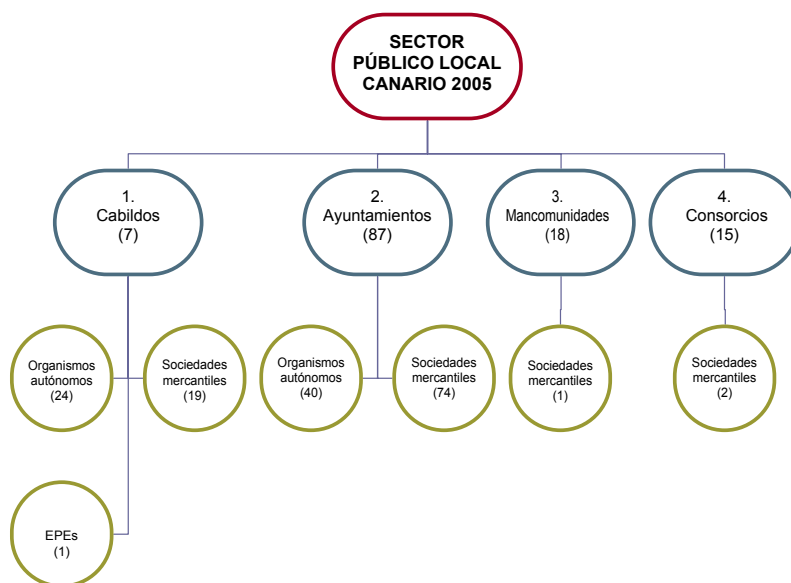 SECTOR
PÚBLICO LOCAL
CANARIO 2005
1.
Cabildos
(7)
2.
Ayuntamientos
(87)
3.
Mancomunidades
(18)
4.
Consorcios
(15)
Organismos
autónomos
(24)
Sociedades
mercantiles
(19)
Organismos
autónomos
(40)
Sociedades
mercantiles
(74)
Sociedades
mercantiles
(1)
Sociedades
mercantiles
(2)
EPEs
(1)